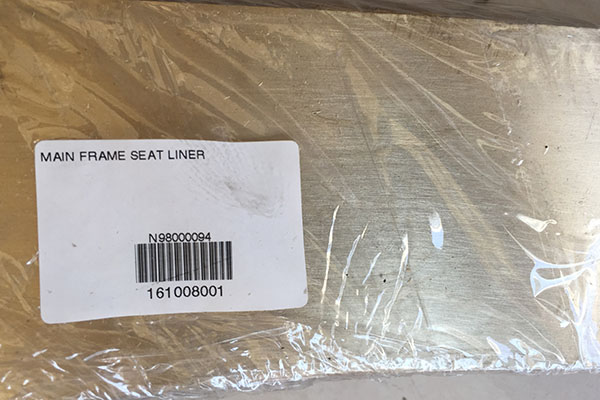 MAIN FRAME SEAT LINER
N98000094
161008001